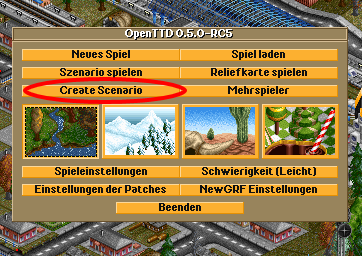 OpenTTD 0.5.0-RC5
Neues Spiel Spiel laden
Szenario spielen Reliefkarte spielen
Create Scenario Mehrspieler
Spieleinstellungen Schwierigkeit (Leicht)
Einstellungen der Patches NewGRF Einstellungen
Beenden